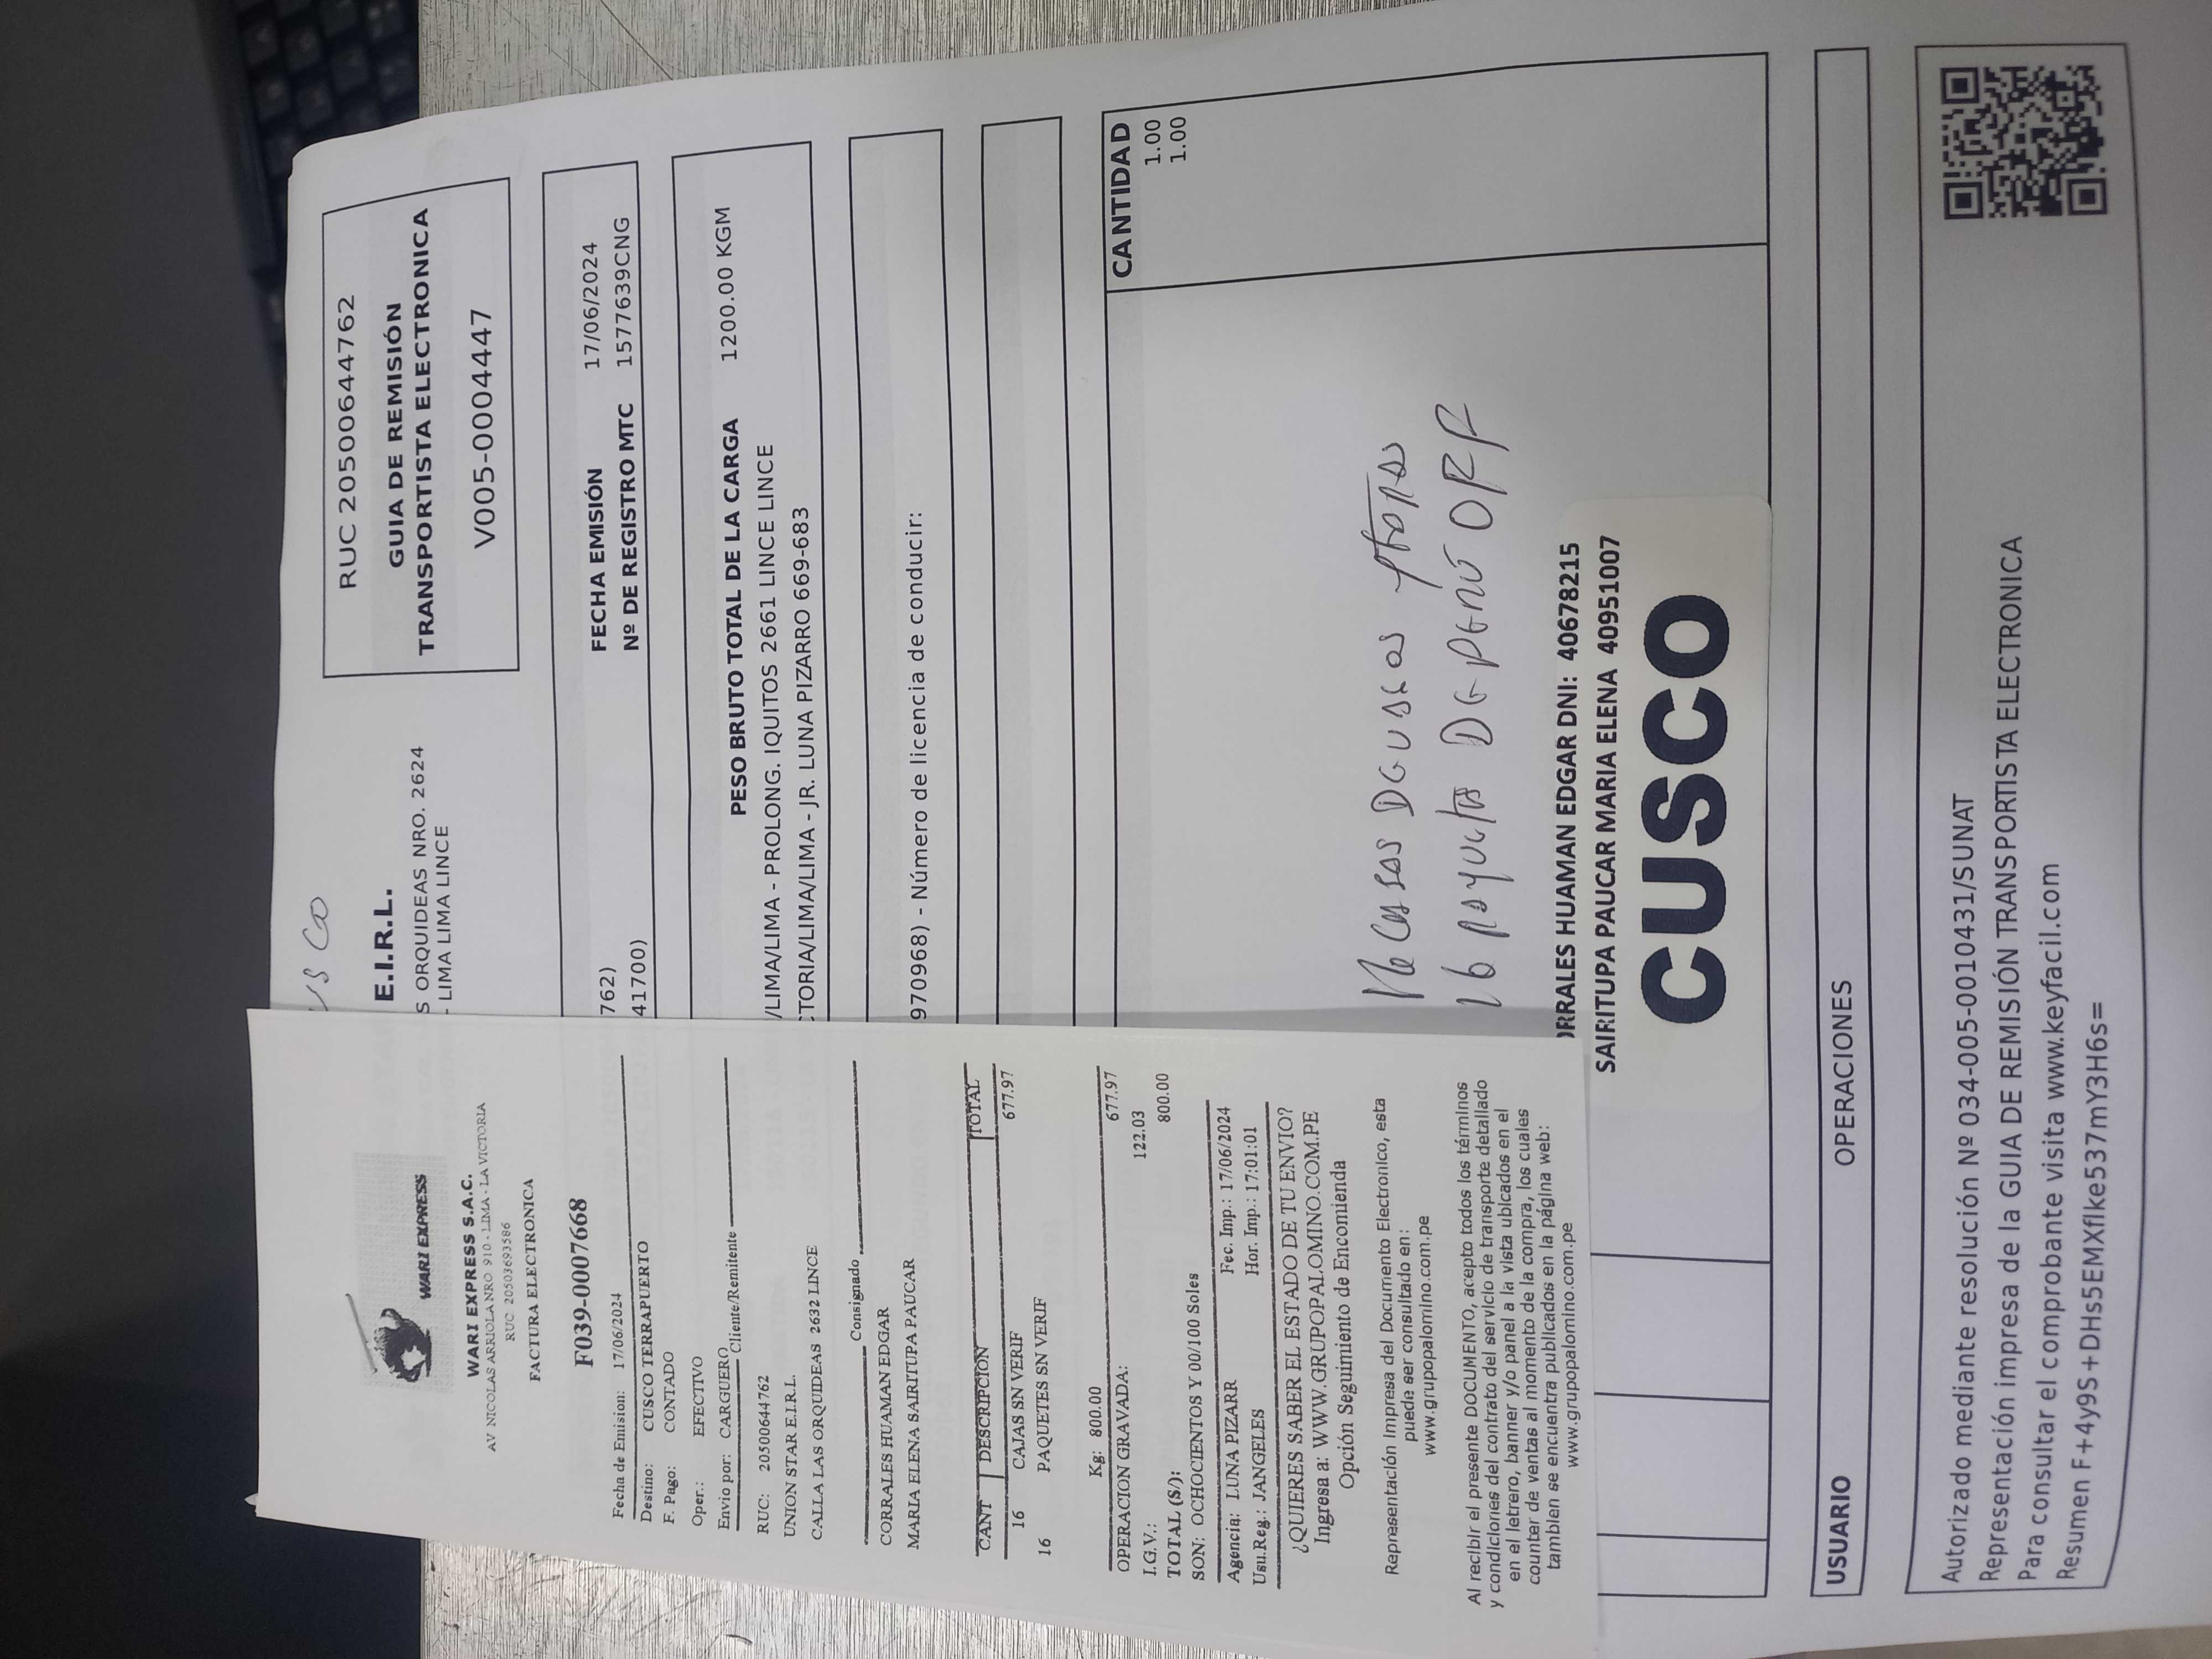 WARI EXPRESS
WARI EXPRESS S.A.C.
AV NICOLAS ARRIOLA NRO 910 - LIMA - LA VICTORIA
RUC 20503693586
FACTURA ELECTRONICA
F039-0007668
Fecha de Emision: 17/06/2024
Destino: CUSCO TERRAPUERTO
F. Pago: CONTADO
Oper.: EFECTIVO
Envio por: CARGUERO
Cliente/Remitente
RUC: 20500644762
UNION STAR E.I.R.L.
CALLA LAS ORQUIDEAS 2632 LINCE
Consignado
CORRALES HUAMAN EDGAR
MARIA ELENA SAIRITUPA PAUCAR
CANT DESCRIPCION TOTAL
16 CAJAS SN VERIF 677.97
16 PAQUETES SN VERIF
Kg: 800.00
OPERACION GRAVADA: 677.97
I.G.V.: 122.03
TOTAL (S/): 800.00
SON: OCHOCIENTOS Y 00/100 Soles
Agencia: LUNA PIZARR Fec. Imp.: 17/06/2024
Usu.Reg.: JANGELES Hor. Imp.: 17:01:01
¿QUIERES SABER EL ESTADO DE TU ENVIO?
Ingresa a: WWW.GRUPOPALOMINO.COM.PE
Opción Seguimiento de Encomienda
Representación Impresa del Documento Electronico, esta
puede ser consultado en:
www.grupopalomino.com.pe
Al recibir el presente DOCUMENTO, acepto todos los términos
y condiciones del contrato del servicio de transporte detallado
en el letrero, banner y/o panel a la vista ubicados en el
counter de ventas al momento de la compra, los cuales
tambien se encuentra publicados en la página web:
www.grupopalomino.com.pe
E.I.R.L.
S ORQUIDEAS NRO. 2624
- LIMA LIMA LINCE
RUC 20500644762
GUIA DE REMISIÓN
TRANSPORTISTA ELECTRONICA
V005-0004447
762) FECHA EMISIÓN 17/06/2024
41700) Nº DE REGISTRO MTC 1577639CNG
PESO BRUTO TOTAL DE LA CARGA 1200.00 KGM
/LIMA/LIMA - PROLONG. IQUITOS 2661 LINCE LINCE
CTORIA/LIMA/LIMA - JR. LUNA PIZARRO 669-683
970968) - Número de licencia de conducir:
CANTIDAD
1.00
1.00
16
ORRALES HUAMAN EDGAR DNI: 40678215
SAIRITUPA PAUCAR MARIA ELENA 40951007
CUSCO
USUARIO OPERACIONES
Autorizado mediante resolución Nº 034-005-0010431/SUNAT
Representación impresa de la GUIA DE REMISIÓN TRANSPORTISTA ELECTRONICA
Para consultar el comprobante visita www.keyfacil.com
Resumen F+4y9S+DHs5EMXflke537mY3H6s=